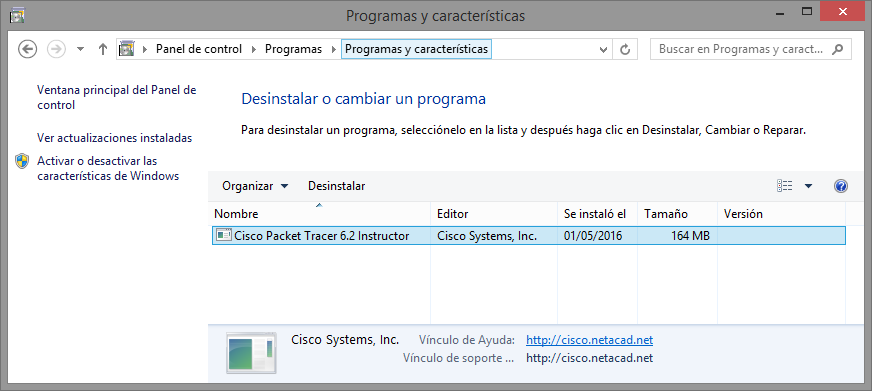 Programas y características
Panel de control Programas Programas y características
Buscar en Programas y caract...
Ventana principal del Panel de
control
Ver actualizaciones instaladas
Activar o desactivar las
características de Windows
Desinstalar o cambiar un programa
Para desinstalar un programa, selecciónelo en la lista y después haga clic en Desinstalar, Cambiar o Reparar.
Organizar Desinstalar
Nombre Editor Se instaló el Tamaño Versión
Cisco Packet Tracer 6.2 Instructor Cisco Systems, Inc. 01/05/2016 164 MB
Cisco Systems, Inc. Vínculo de Ayuda: http://cisco.netacad.net
Vínculo de soporte ... http://cisco.netacad.net